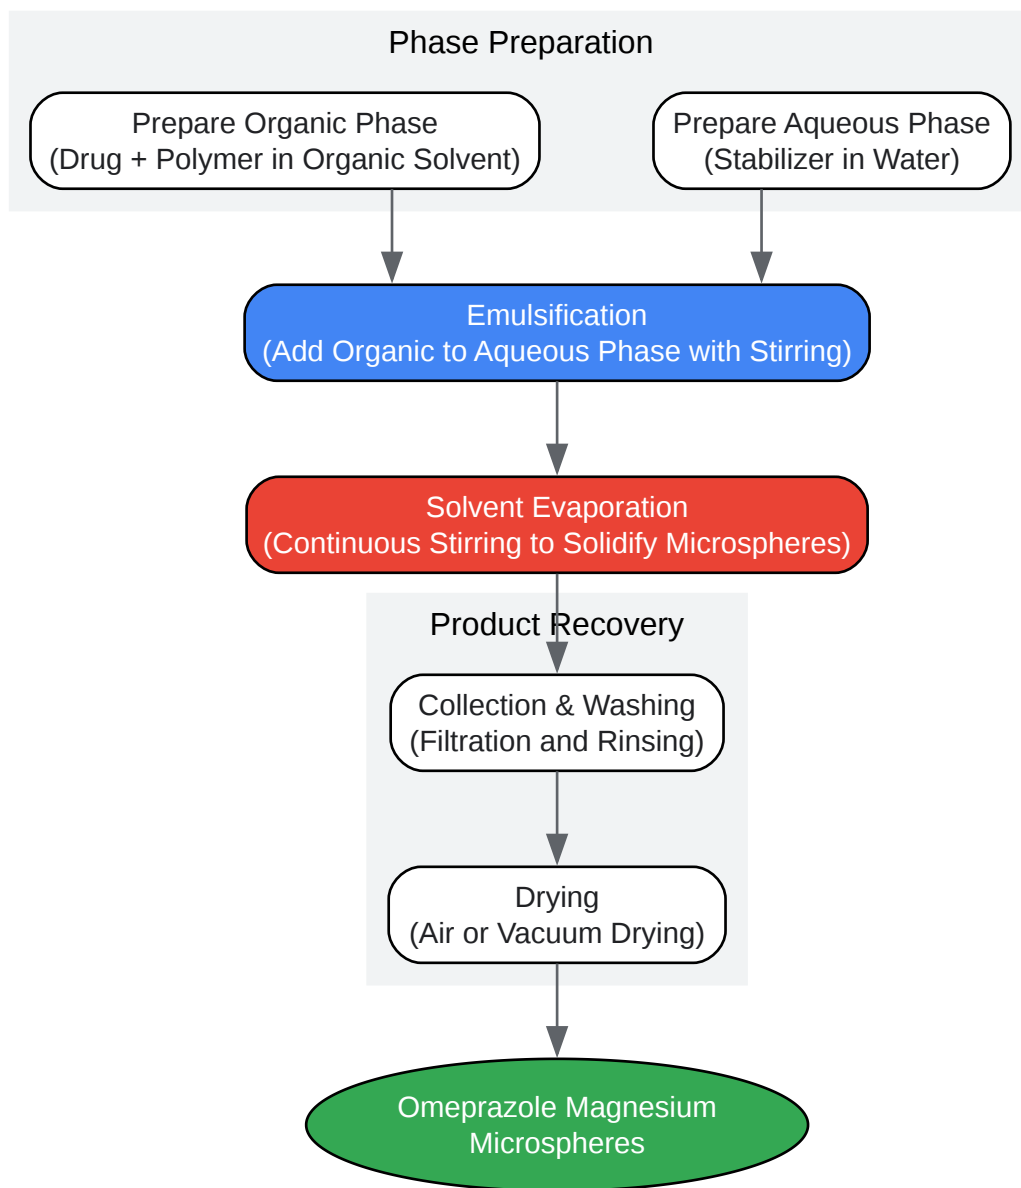 Phase Preparation
Prepare Organic Phase
(Drug + Polymer in Organic Solvent)
Prepare Aqueous Phase
(Stabilizer in Water)
Emulsification
(Add Organic to Aqueous Phase with Stirring)
Solvent Evaporation
(Continuous Stirring to Solidify Microspheres)
Product Recovery
Collection & Washing
(Filtration and Rinsing)
Drying
(Air or Vacuum Drying)
Omeprazole Magnesium
Microspheres